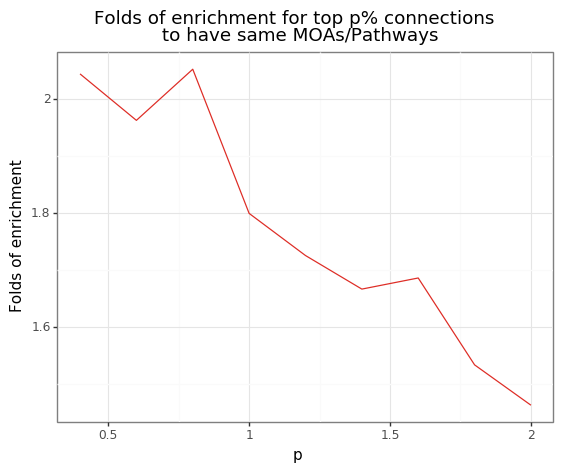 Folds of enrichment for top p% connections
to have same MOAs/Pathways
Folds of enrichment
2
1.8
1.6
0.5
1
1.5
2
p